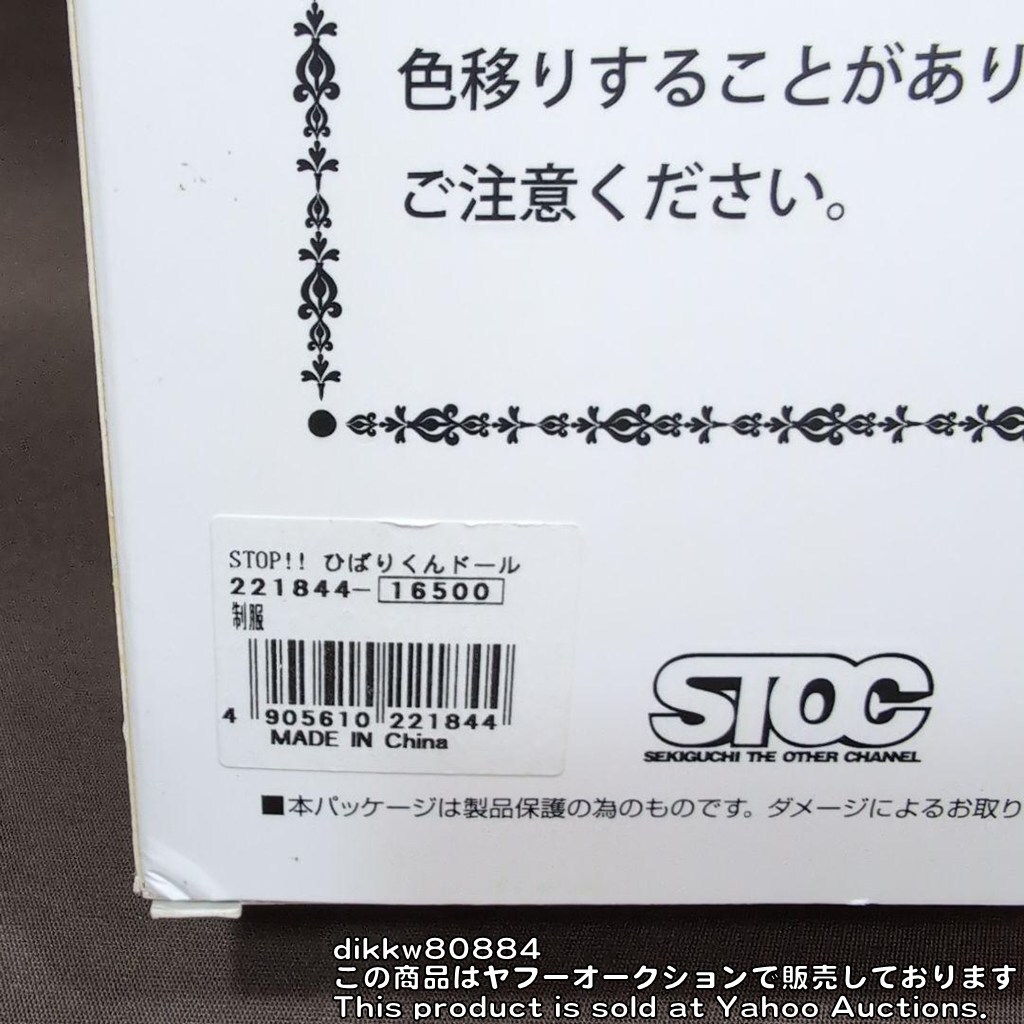 色移りすることがあり
ご注意ください。
STOP!! ひばりくんドール
221844-16500
制服
4 905610 221844
MADE IN China
STOC
SEKIGUCHI THE OTHER CHANNEL
■本パッケージは製品保護の為のものです。ダメージによるお取り
dikkw80884
この商品はヤフーオークションで販売しております
This product is sold at Yahoo Auctions.